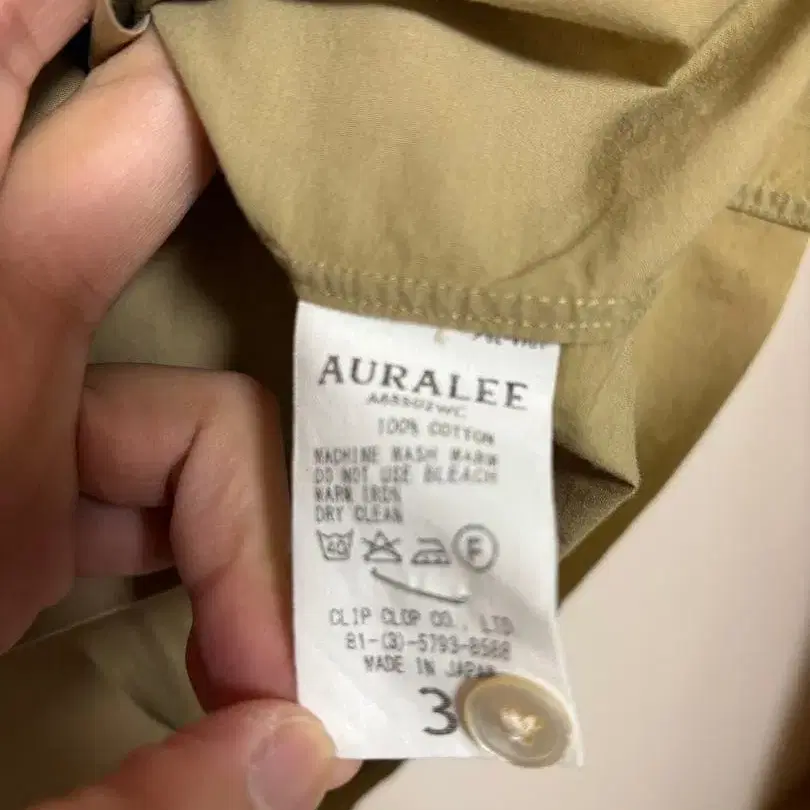 AURALEE
100% COTTON
MACHINE WASH WARM
DO NOT USE BLEACH
WARM IRON
DRY CLEAN
40
F
CLIP CLOP CO., LTD
81-(3)-5793-8588
MADE IN JAPAN
3